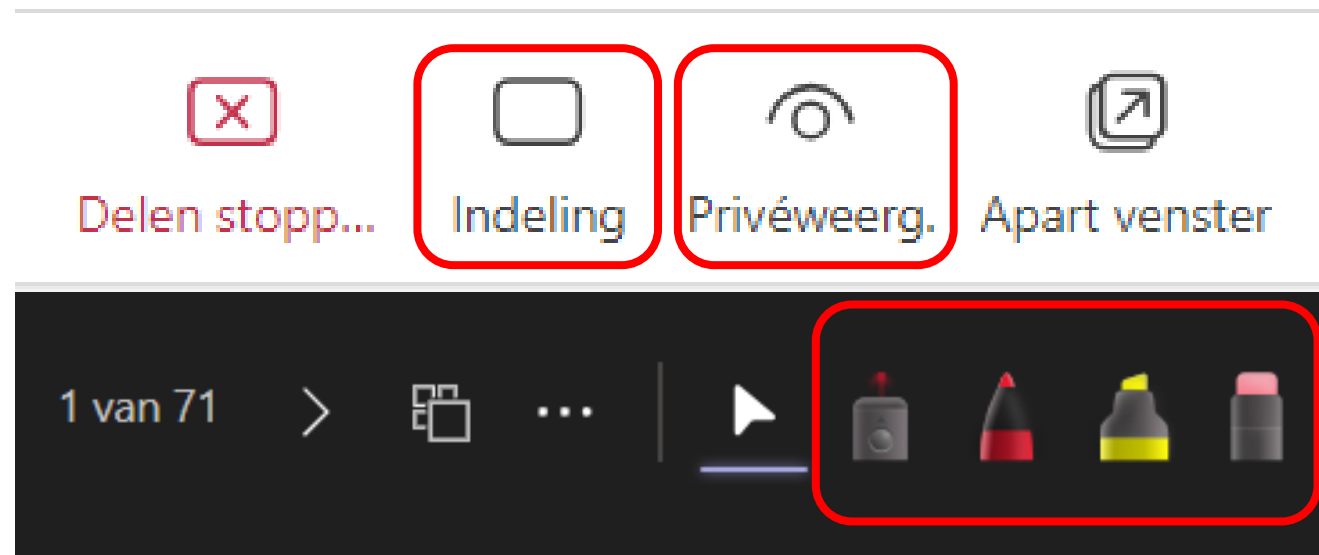 Delen stopp...
Indeling
Privéweerg.
Apart venster
1 van 71